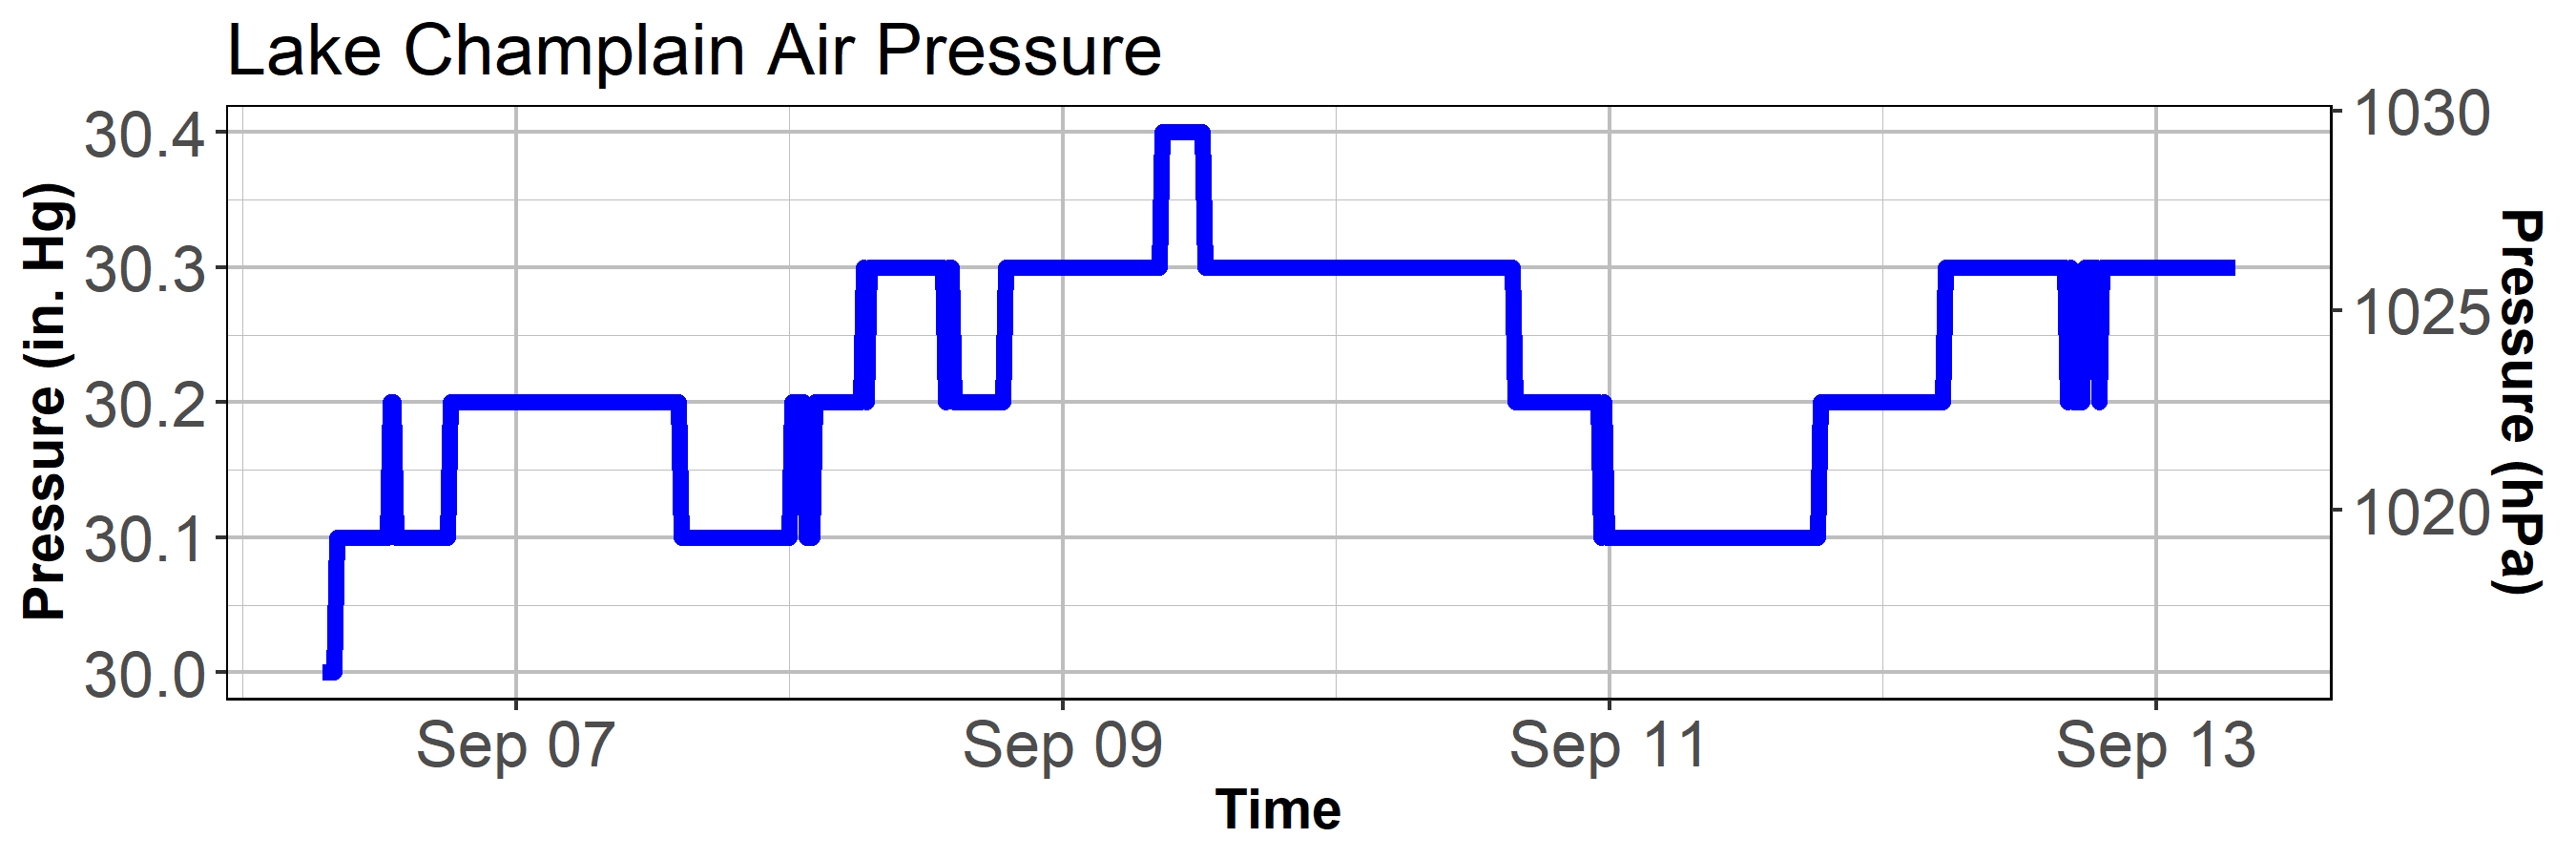 Lake Champlain Air Pressure
Pressure (in. Hg)
30.4
30.3
30.2
30.1
30.0
1030
1025
1020
Pressure (hPa)
Sep 07 Sep 09 Sep 11 Sep 13
Time